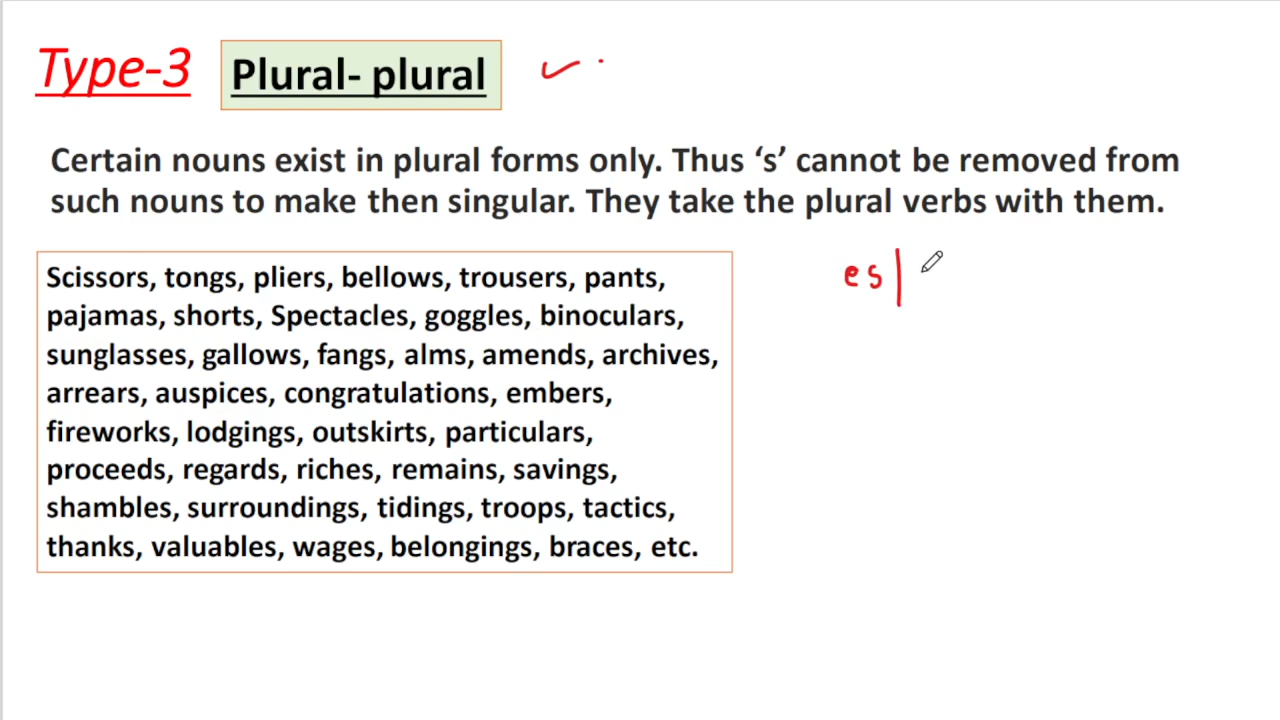 Type-3 Plural- plural
Certain nouns exist in plural forms only. Thus ‘s’ cannot be removed from
such nouns to make then singular. They take the plural verbs with them.
Scissors, tongs, pliers, bellows, trousers, pants,
pajamas, shorts, Spectacles, goggles, binoculars,
sunglasses, gallows, fangs, alms, amends, archives,
arrears, auspices, congratulations, embers,
fireworks, lodgings, outskirts, particulars,
proceeds, regards, riches, remains, savings,
shambles, surroundings, tidings, troops, tactics,
thanks, valuables, wages, belongings, braces, etc.
es|